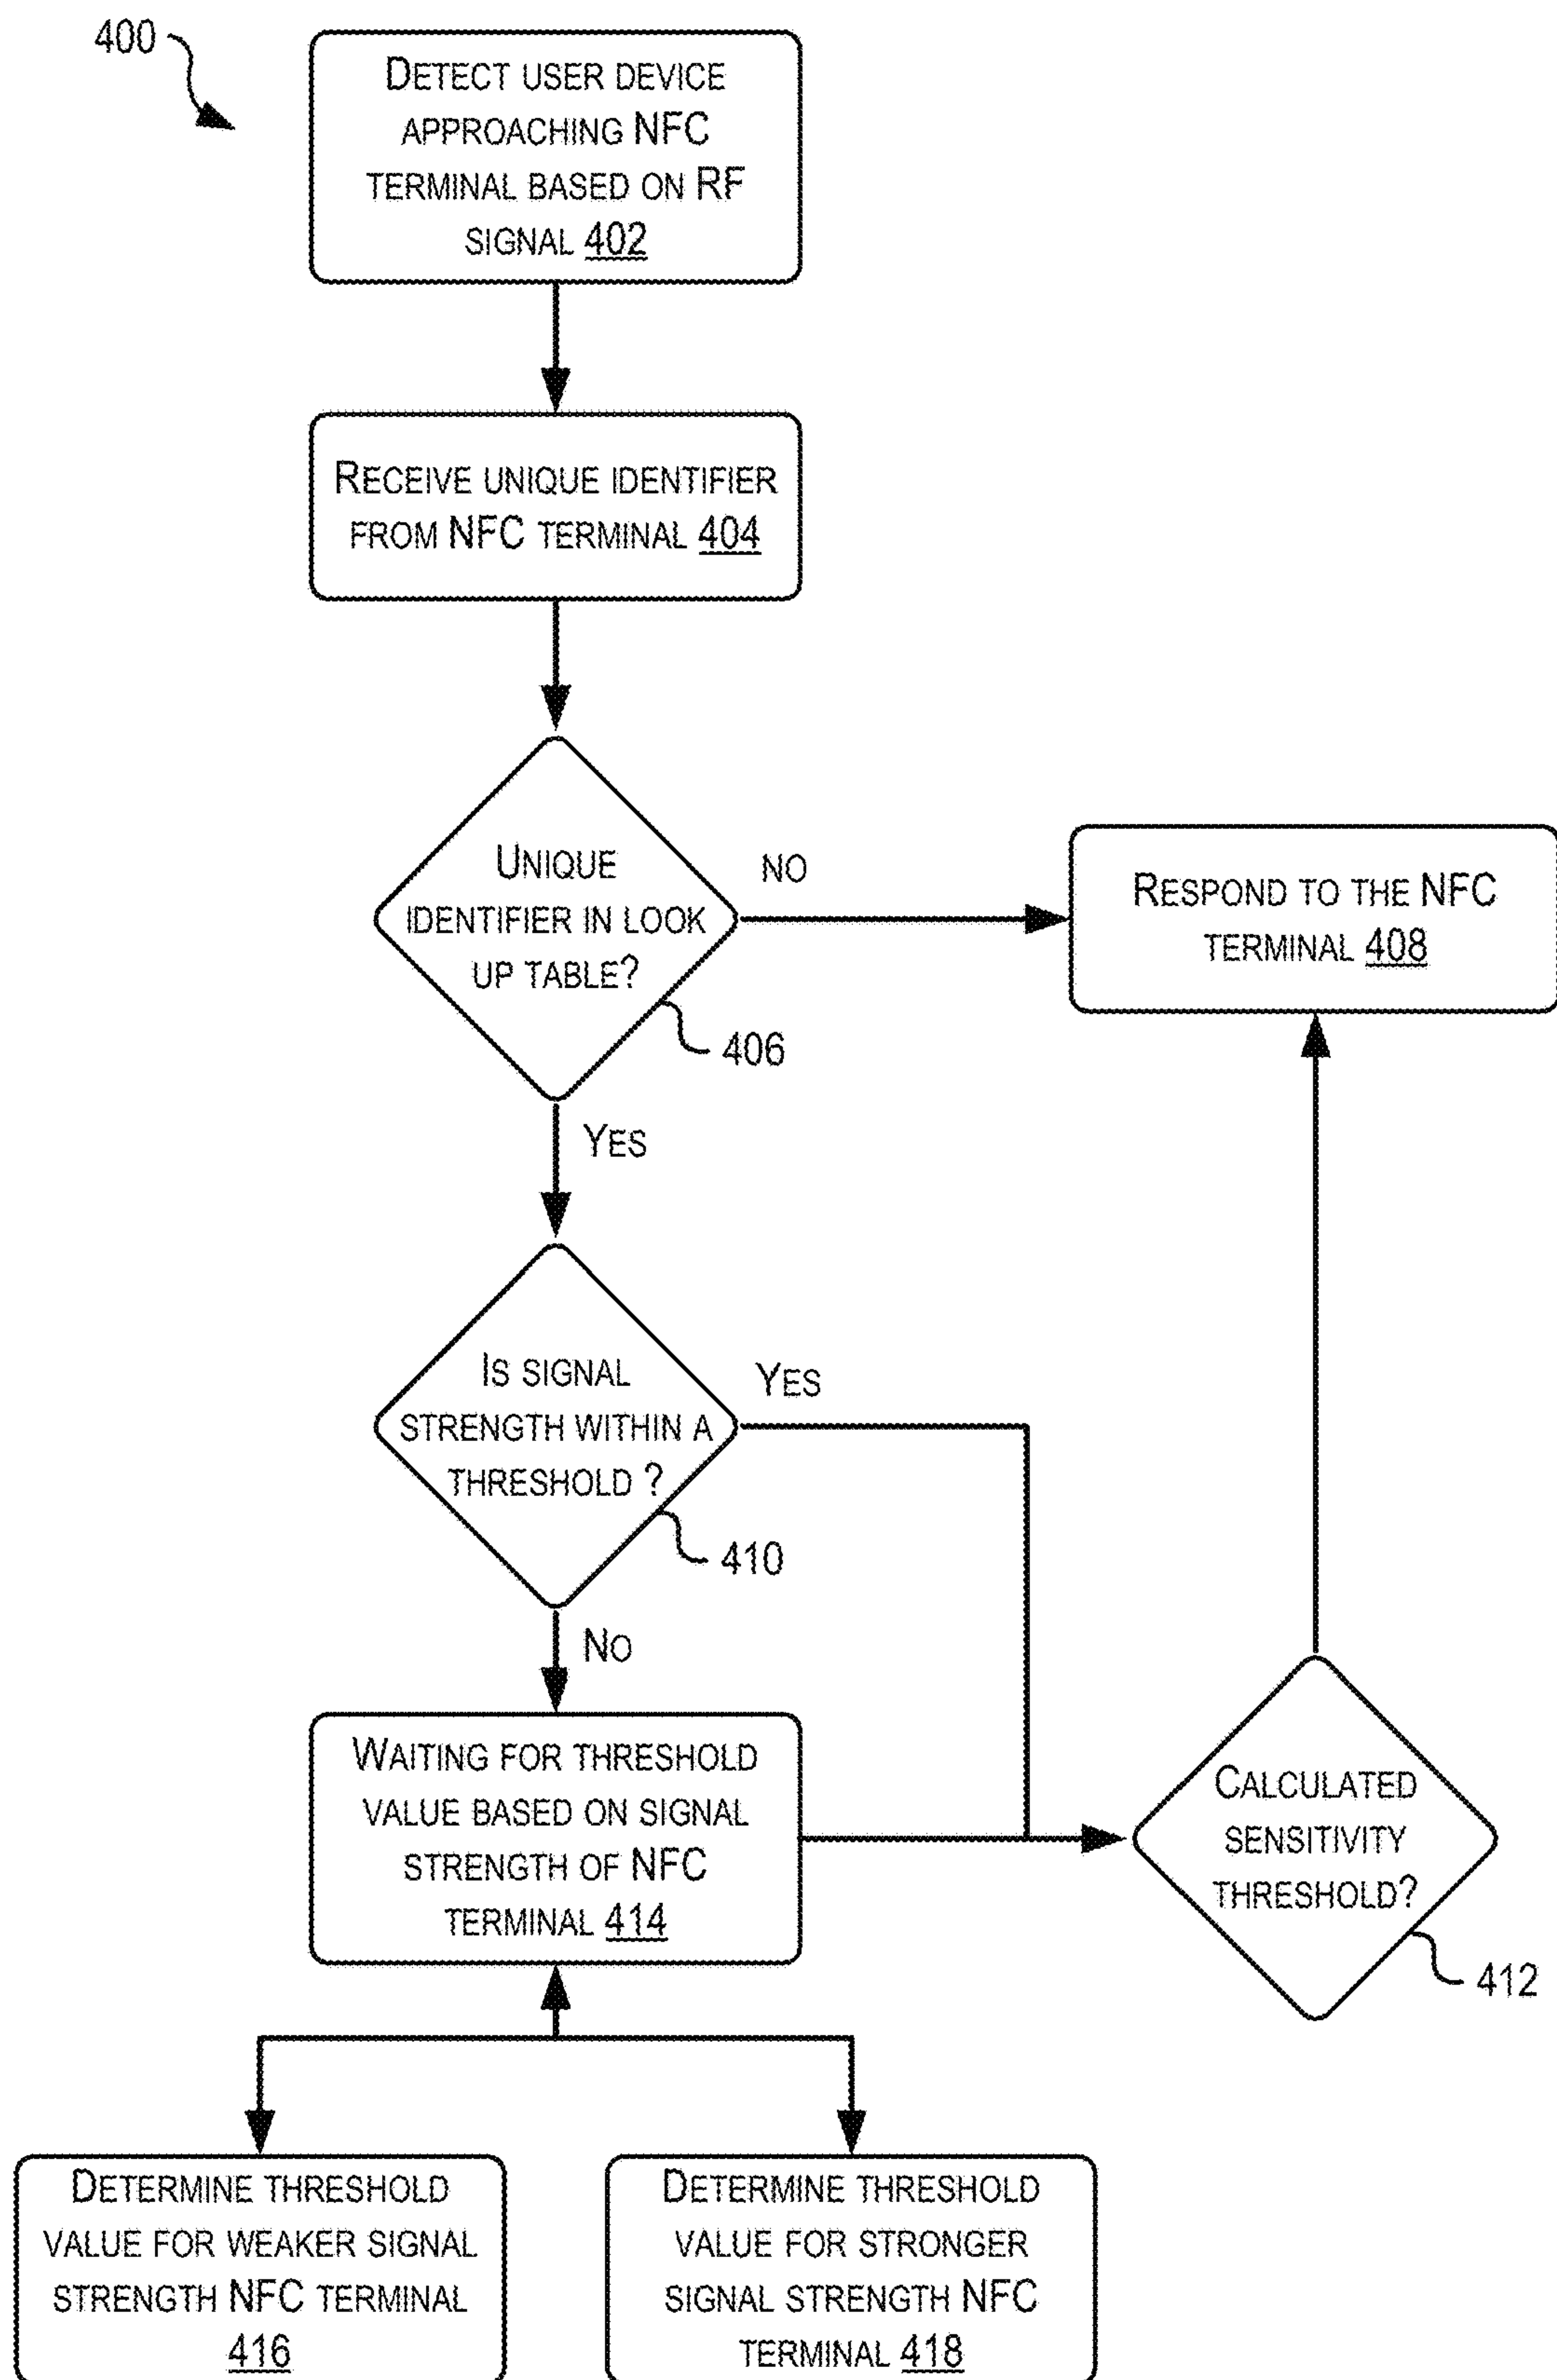 400
DETECT USER DEVICE
APPROACHING NFC
TERMINAL BASED ON RF
SIGNAL 402
RECEIVE UNIQUE IDENTIFIER
FROM NFC TERMINAL 404
UNIQUE
IDENTIFIER IN LOOK
UP TABLE?
406
NO
RESPOND TO THE NFC
TERMINAL 408
YES
IS SIGNAL
STRENGTH WITHIN A
THRESHOLD ?
410
YES
NO
WAITING FOR THRESHOLD
VALUE BASED ON SIGNAL
STRENGTH OF NFC
TERMINAL 414
CALCULATED
SENSITIVITY
THRESHOLD?
412
DETERMINE THRESHOLD
VALUE FOR WEAKER SIGNAL
STRENGTH NFC TERMINAL
416
DETERMINE THRESHOLD
VALUE FOR STRONGER
SIGNAL STRENGTH NFC
TERMINAL 418